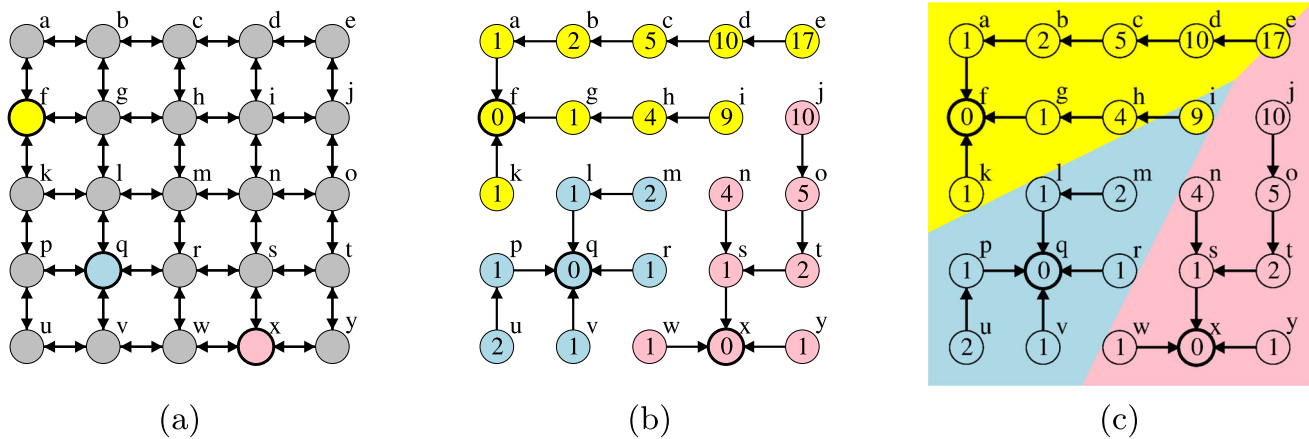 a b c d e
f g h i j
k l m n o
p q r s t
u v w x y
(a)
a b c d e
1 2 5 10 17
f g h i j
0 1 4 9 10
k l m n o
1 1 2 4 5
p q r s t
1 0 1 1 2
u v w x y
2 1 1 0 1
(b)
a b c d e
1 2 5 10 17
f g h i j
0 1 4 9 10
k l m n o
1 1 2 4 5
p q r s t
1 0 1 1 2
u v w x y
2 1 1 0 1
(c)